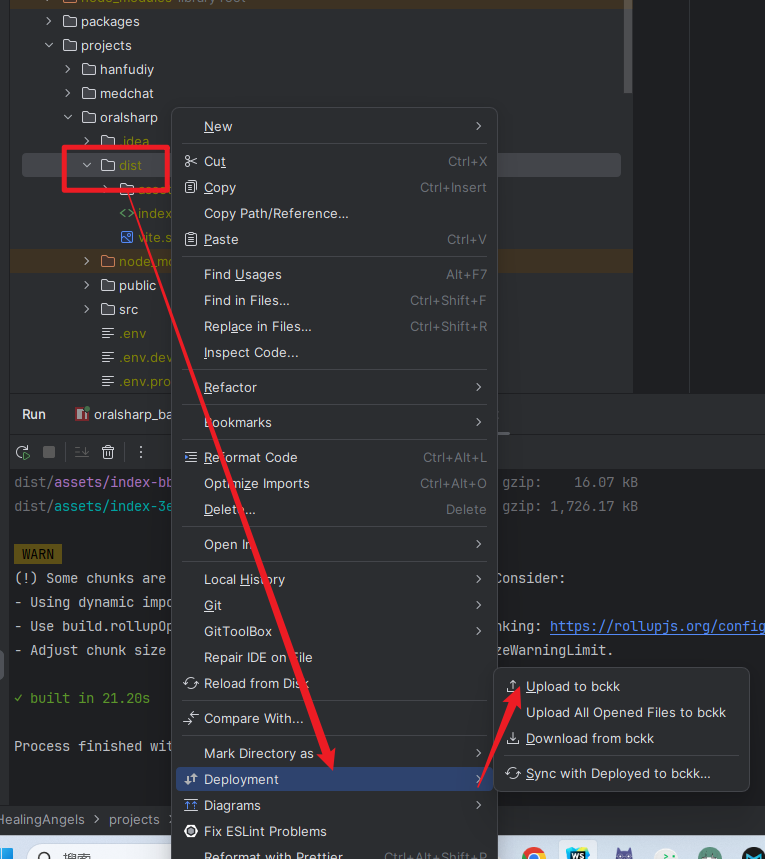 node_modules library root
packages
projects
hanfudiy
medchat
oralsharp
.idea
dist
asse
index
vite.s
node_mo
public
src
.env
.env.dev
.env.pro
New
Cut Ctrl+X
Copy Ctrl+Insert
Copy Path/Reference...
Paste Ctrl+V
Find Usages Alt+F7
Find in Files... Ctrl+Shift+F
Replace in Files... Ctrl+Shift+R
Inspect Code...
Refactor
Bookmarks
Reformat Code Ctrl+Alt+L
Optimize Imports Ctrl+Alt+O
Delete... Delete
Open In
Local History
Git
GitToolBox
Repair IDE on File
Reload from Disk
Compare With...
Mark Directory as
Deployment
Diagrams
Fix ESLint Problems
Reformat with Prettier Ctrl+Alt+Shift+P
Upload to bckk
Upload All Opened Files to bckk
Download from bckk
Sync with Deployed to bckk...
Run oralsharp_ba
dist/assets/index-bb gzip: 16.07 kB
dist/assets/index-3e gzip: 1,726.17 kB
WARN
(!) Some chunks are Consider:
- Using dynamic impo
- Use build.rollupOp nking: https://rollupjs.org/config
- Adjust chunk size zeWarningLimit.
✓ built in 21.20s
Process finished wit
HealingAngels > projects >
搜索
WS